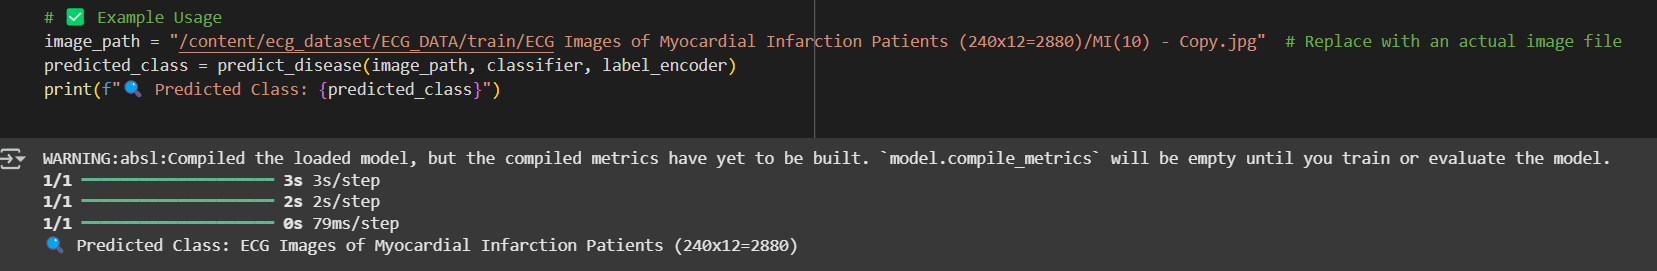 # ✅ Example Usage
image_path = "/content/ecg_dataset/ECG_DATA/train/ECG Images of Myocardial Infarction Patients (240x12=2880)/MI(10) - Copy.jpg"  # Replace with an actual image file
predicted_class = predict_disease(image_path, classifier, label_encoder)
print(f"🔍 Predicted Class: {predicted_class}")
WARNING:absl:Compiled the loaded model, but the compiled metrics have yet to be built. `model.compile_metrics` will be empty until you train or evaluate the model.
1/1 ━━━━━━━━━━━━━━━━━━━━ 3s 3s/step
1/1 ━━━━━━━━━━━━━━━━━━━━ 2s 2s/step
1/1 ━━━━━━━━━━━━━━━━━━━━ 0s 79ms/step
🔍 Predicted Class: ECG Images of Myocardial Infarction Patients (240x12=2880)